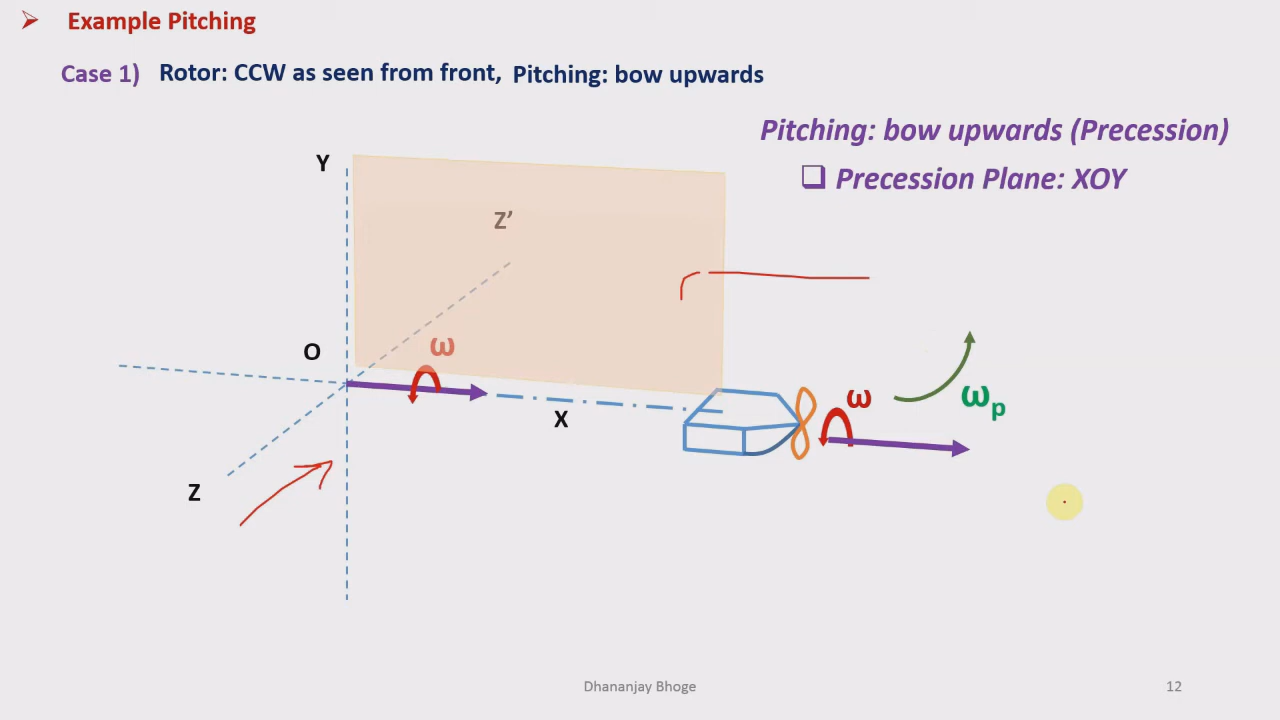 Example Pitching
Case 1) Rotor: CCW as seen from front, Pitching: bow upwards
Pitching: bow upwards (Precession)
Precession Plane: XOY
Y
Z’
O
ω
X
ω
ωp
Z
Dhananjay Bhoge
12